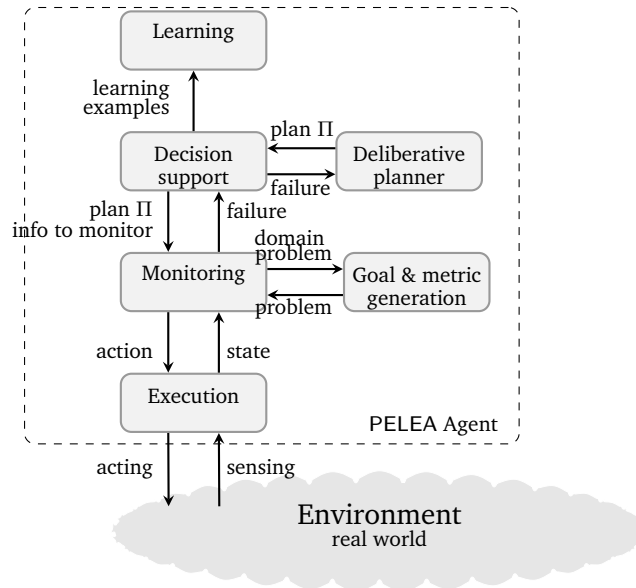 Learning
learning
examples
plan Π
Decision
support
Deliberative
planner
failure
plan Π
info to monitor
failure
domain
problem
Monitoring
Goal & metric
generation
problem
action
state
Execution
PELEA Agent
acting
sensing
Environment
real world